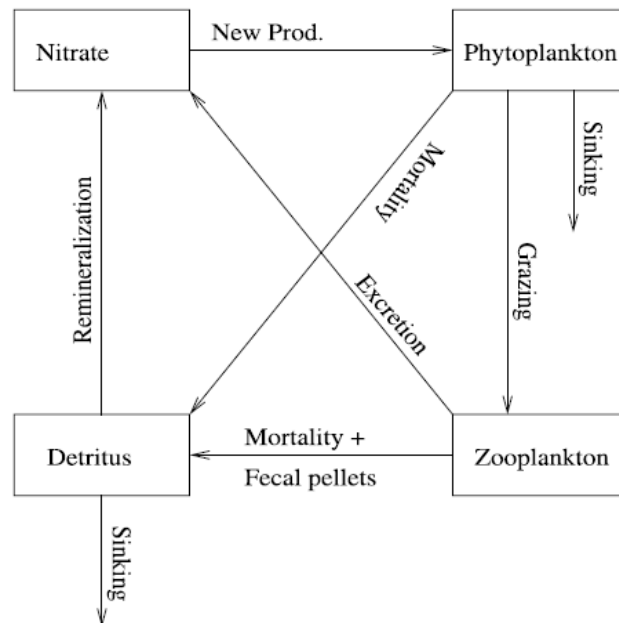 New Prod.
Nitrate
Phytoplankton
Sinking
Mortality
Remineralization
Grazing
Excretion
Mortality +
Detritus
Zooplankton
Fecal pellets
Sinking